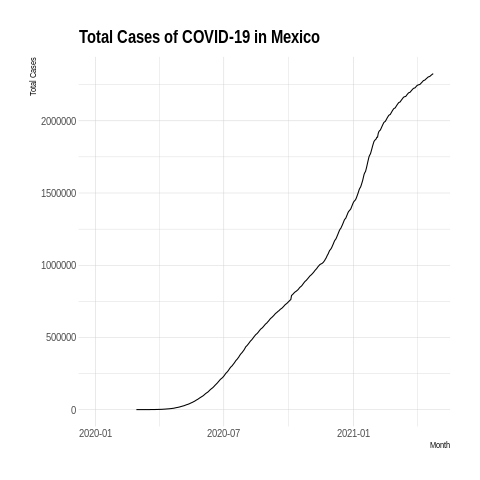 Total Cases of COVID-19 in Mexico
Total Cases
2000000
1500000
1000000
500000
0
2020-01 2020-07 2021-01
Month